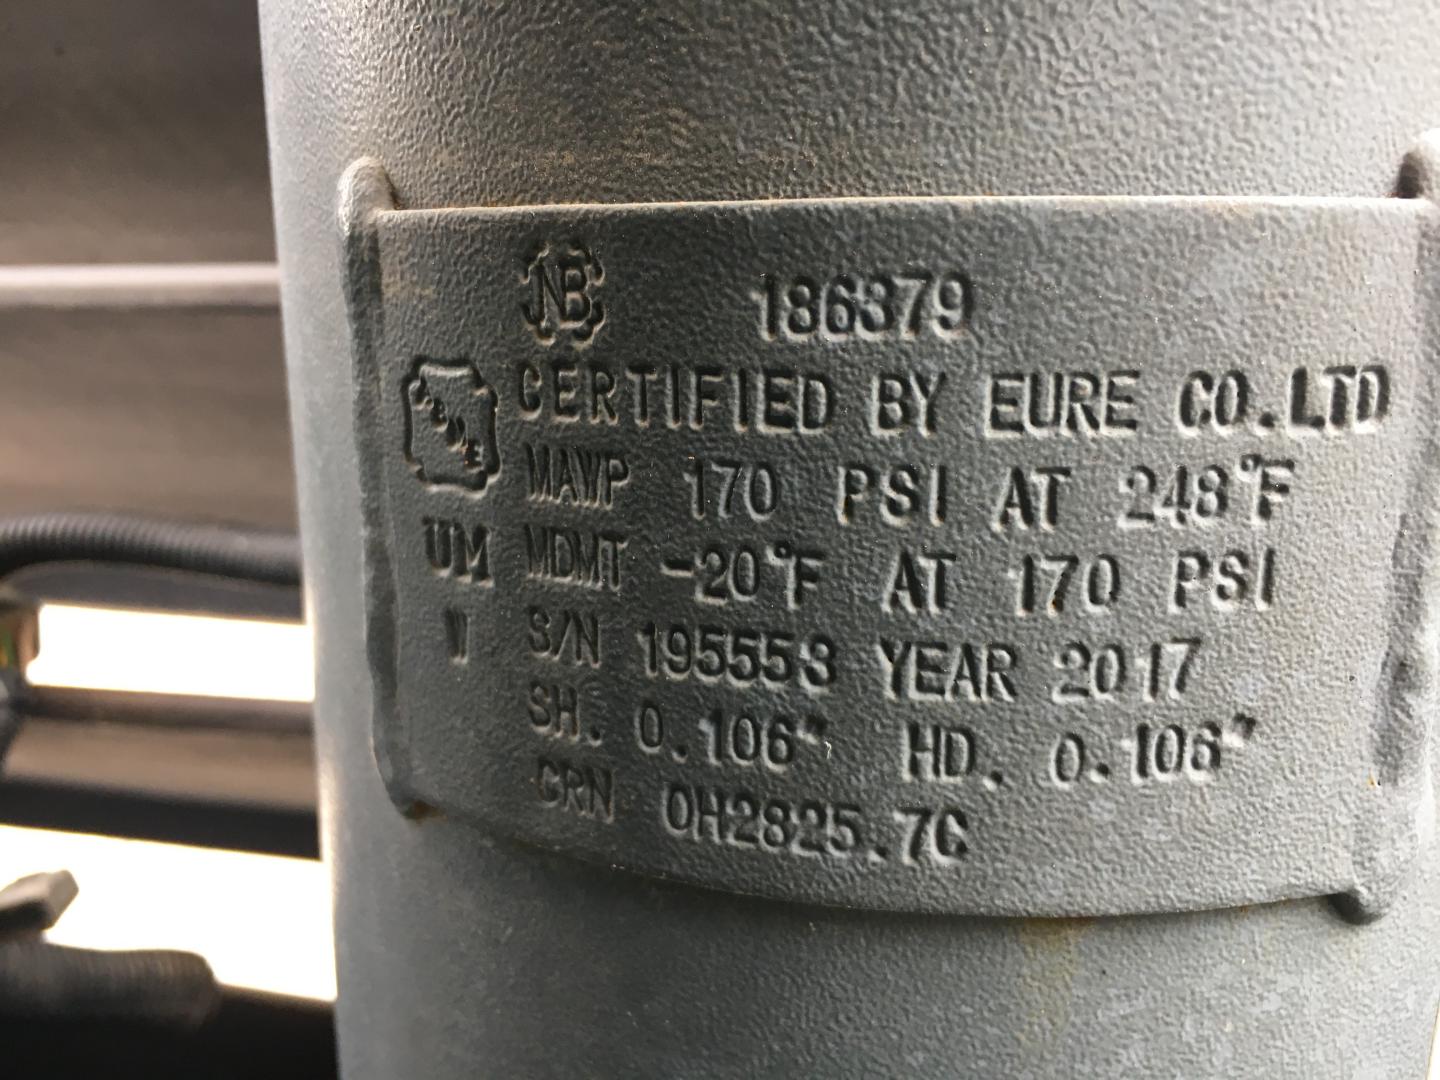 NB 186379
ASME CERTIFIED BY EURE CO.LTD
MAWP 170 PSI AT 248°F
UM MDMT -20°F AT 170 PSI
W S/N 195553 YEAR 2017
SH. 0.106" HD. 0.106"
CRN 0H2825.7C